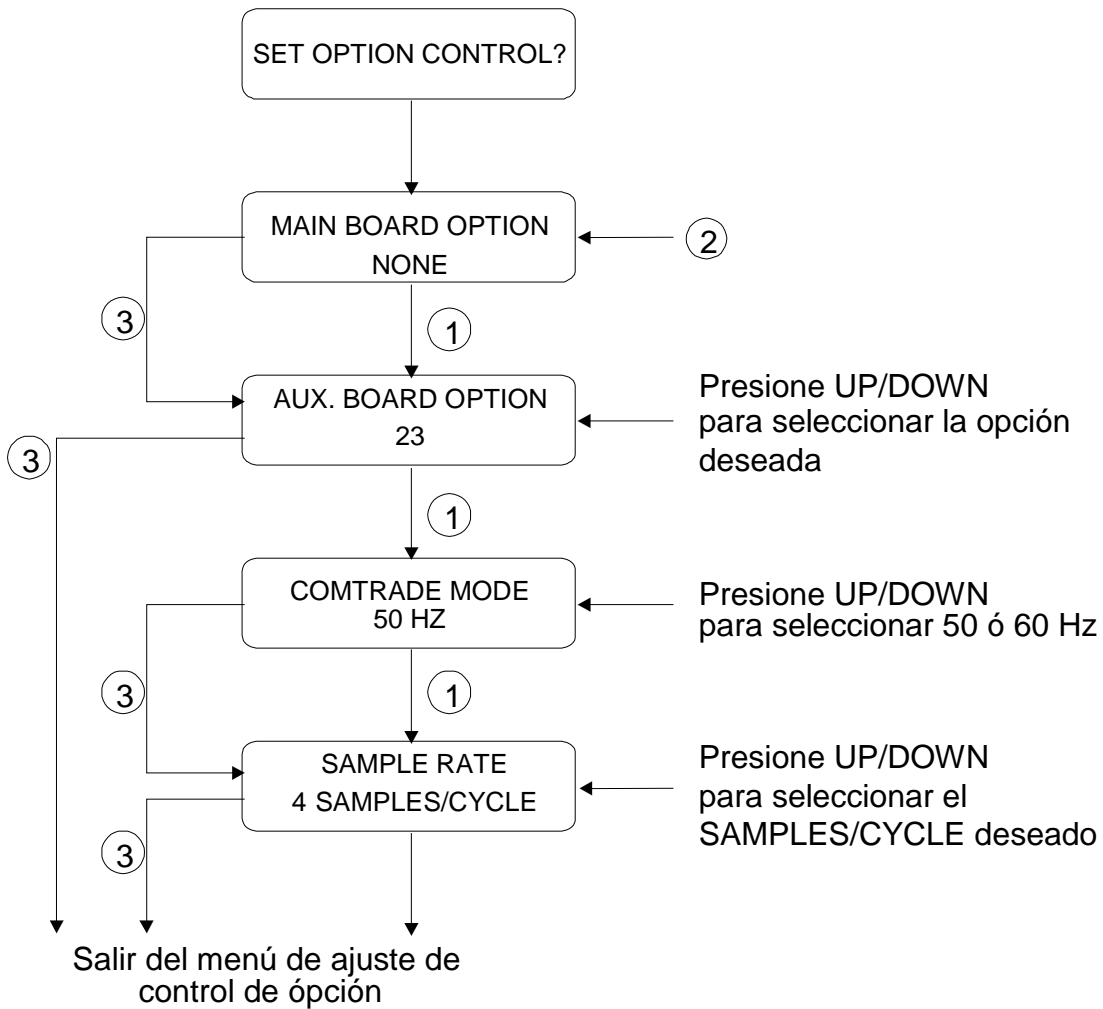 SET OPTION CONTROL?
MAIN BOARD OPTION
NONE
2
3
1
AUX. BOARD OPTION
23
Presione UP/DOWN
para seleccionar la opción
deseada
3
1
COMTRADE MODE
50 HZ
Presione UP/DOWN
para seleccionar 50 ó 60 Hz
3
1
SAMPLE RATE
4 SAMPLES/CYCLE
Presione UP/DOWN
para seleccionar el
SAMPLES/CYCLE deseado
3
Salir del menú de ajuste de
control de ópción